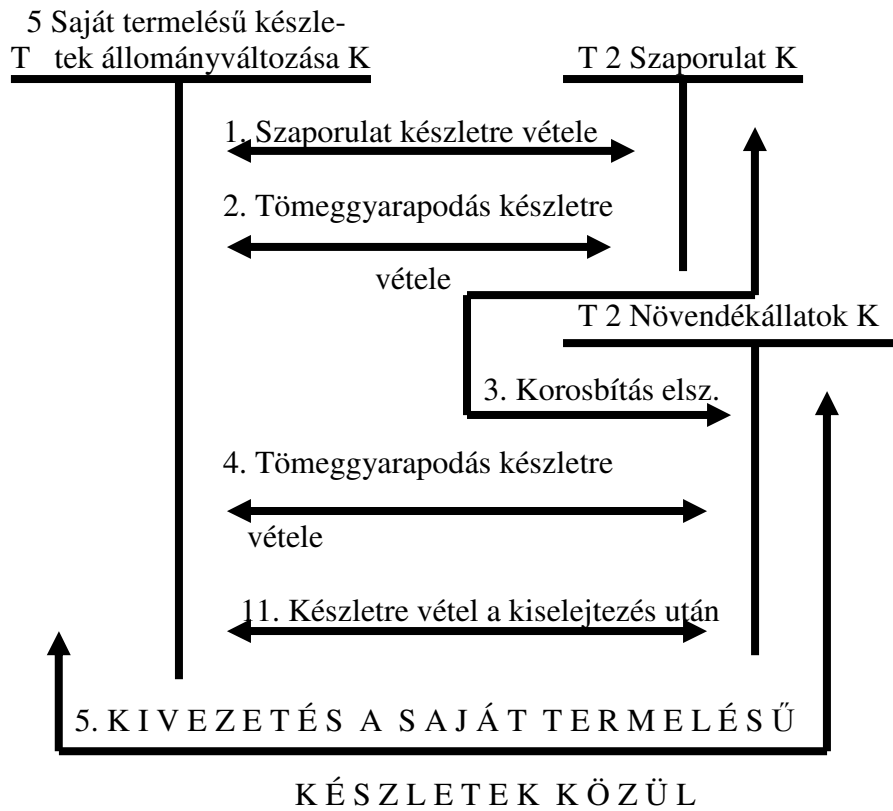 5 Saját termelésű készle-
T tek állományváltozása K
T 2 Szaporulat K
1. Szaporulat készletre vétele
2. Tömeggyarapodás készletre
vétele
T 2 Növendékállatok K
3. Korosbítás elsz.
4. Tömeggyarapodás készletre
vétele
11. Készletre vétel a kiselejtezés után
5. K I V E Z E T É S A S A J Á T T E R M E L É S Ű
K É S Z L E T E K K Ö Z Ü L